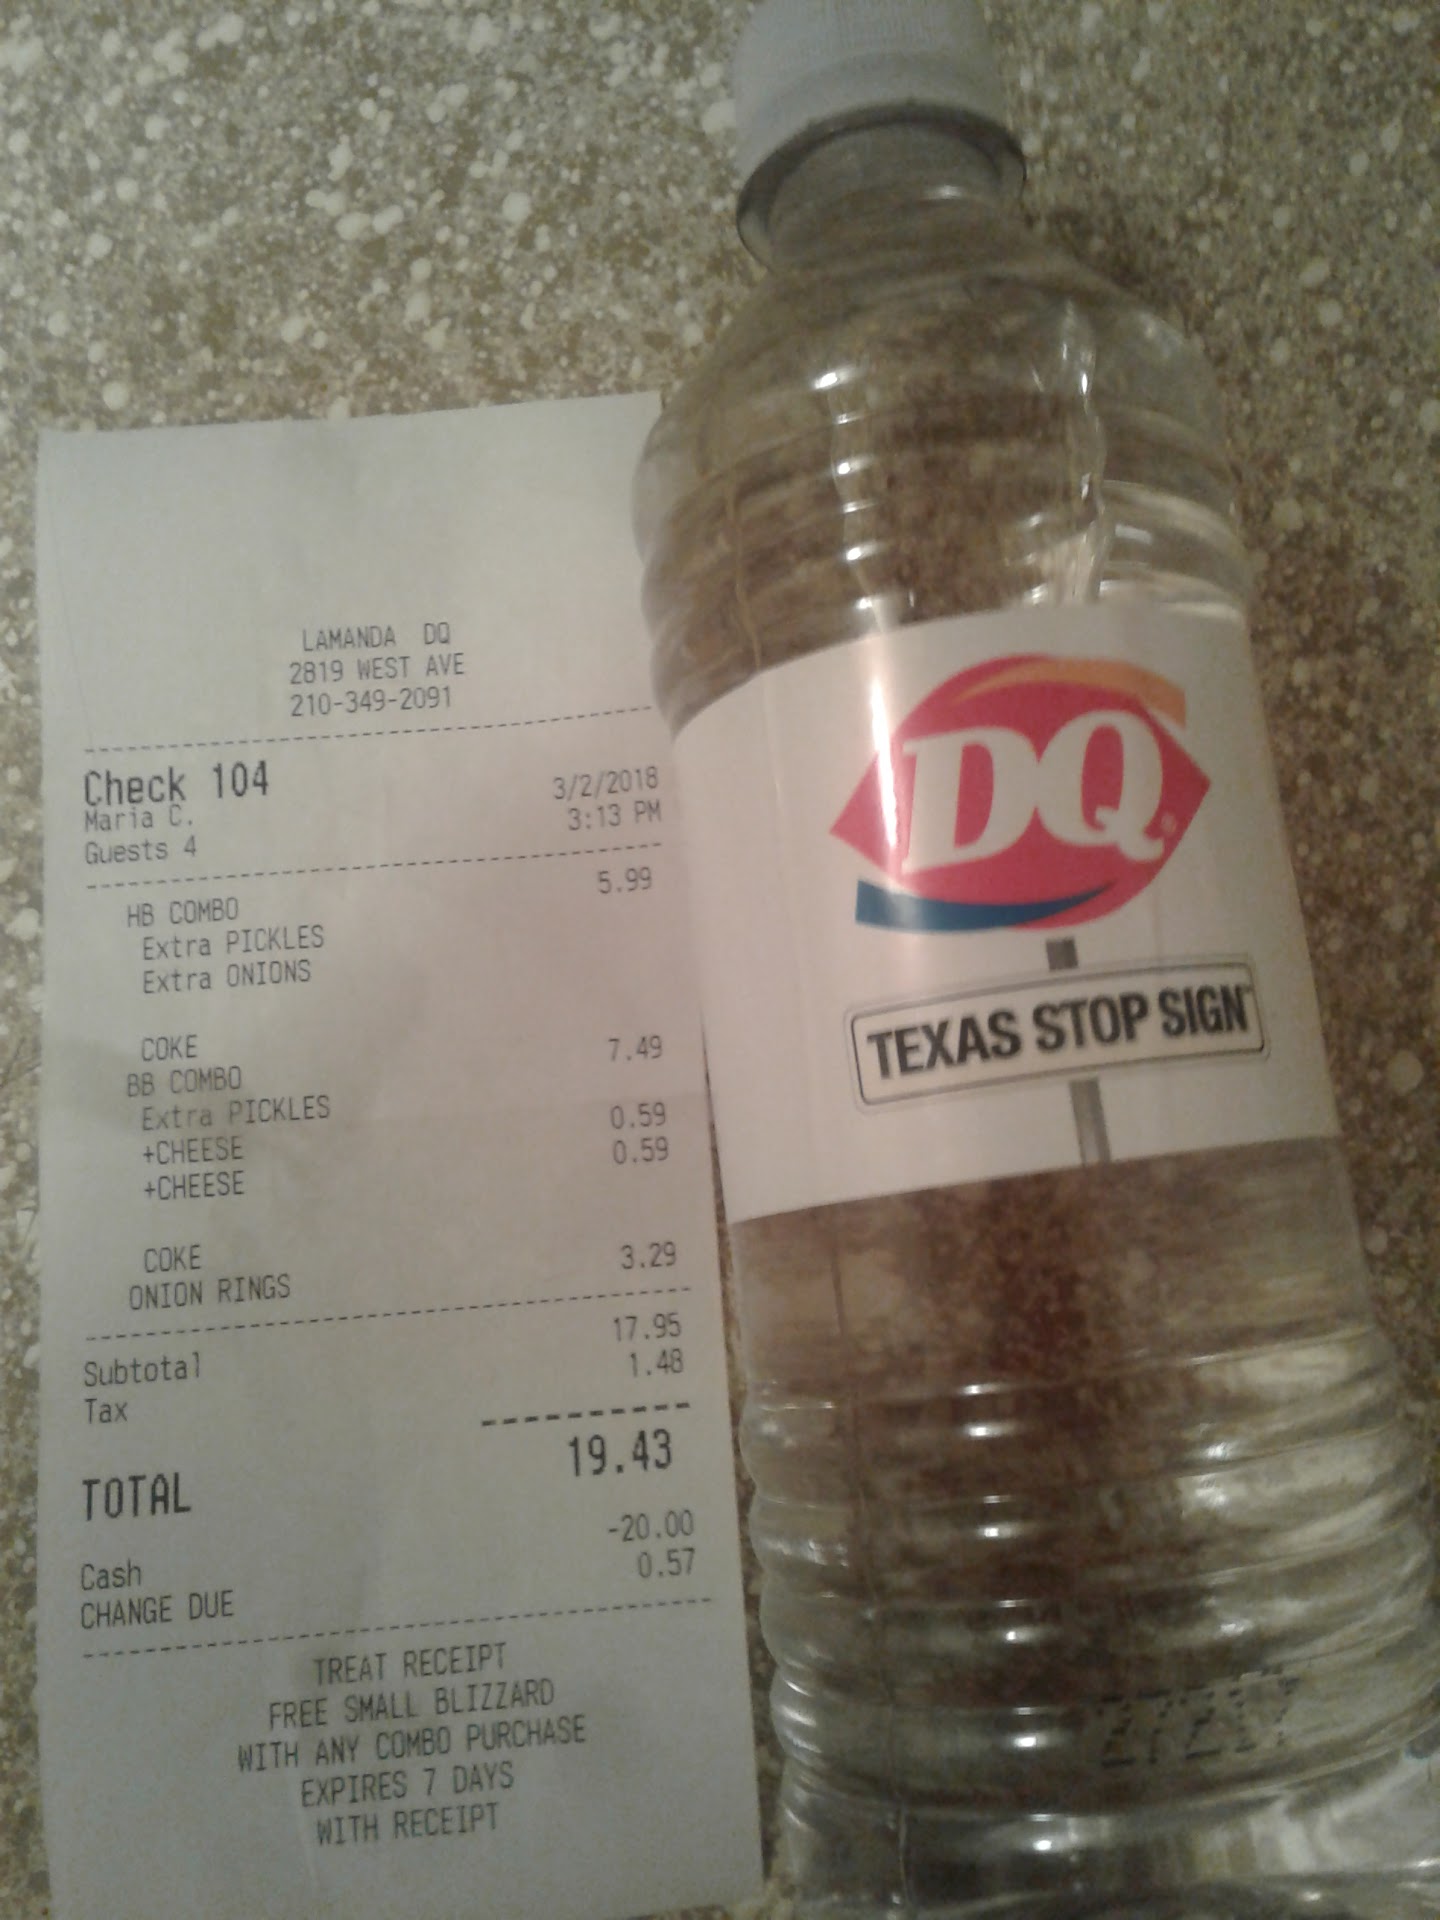 LAMANDA DQ
2819 WEST AVE
210-349-2091
Check 104
3/2/2018
Maria C.
3:13 PM
Guests 4
5.99
HB COMBO
Extra PICKLES
Extra ONIONS
COKE
7.49
BB COMBO
Extra PICKLES
0.59
+CHEESE
0.59
+CHEESE
COKE
3.29
ONION RINGS
17.95
Subtotal
1.48
Tax
19.43
TOTAL
-20.00
Cash
0.57
CHANGE DUE
TREAT RECEIPT
FREE SMALL BLIZZARD
WITH ANY COMBO PURCHASE
EXPIRES 7 DAYS
WITH RECEIPT
DQ®
TEXAS STOP SIGN™